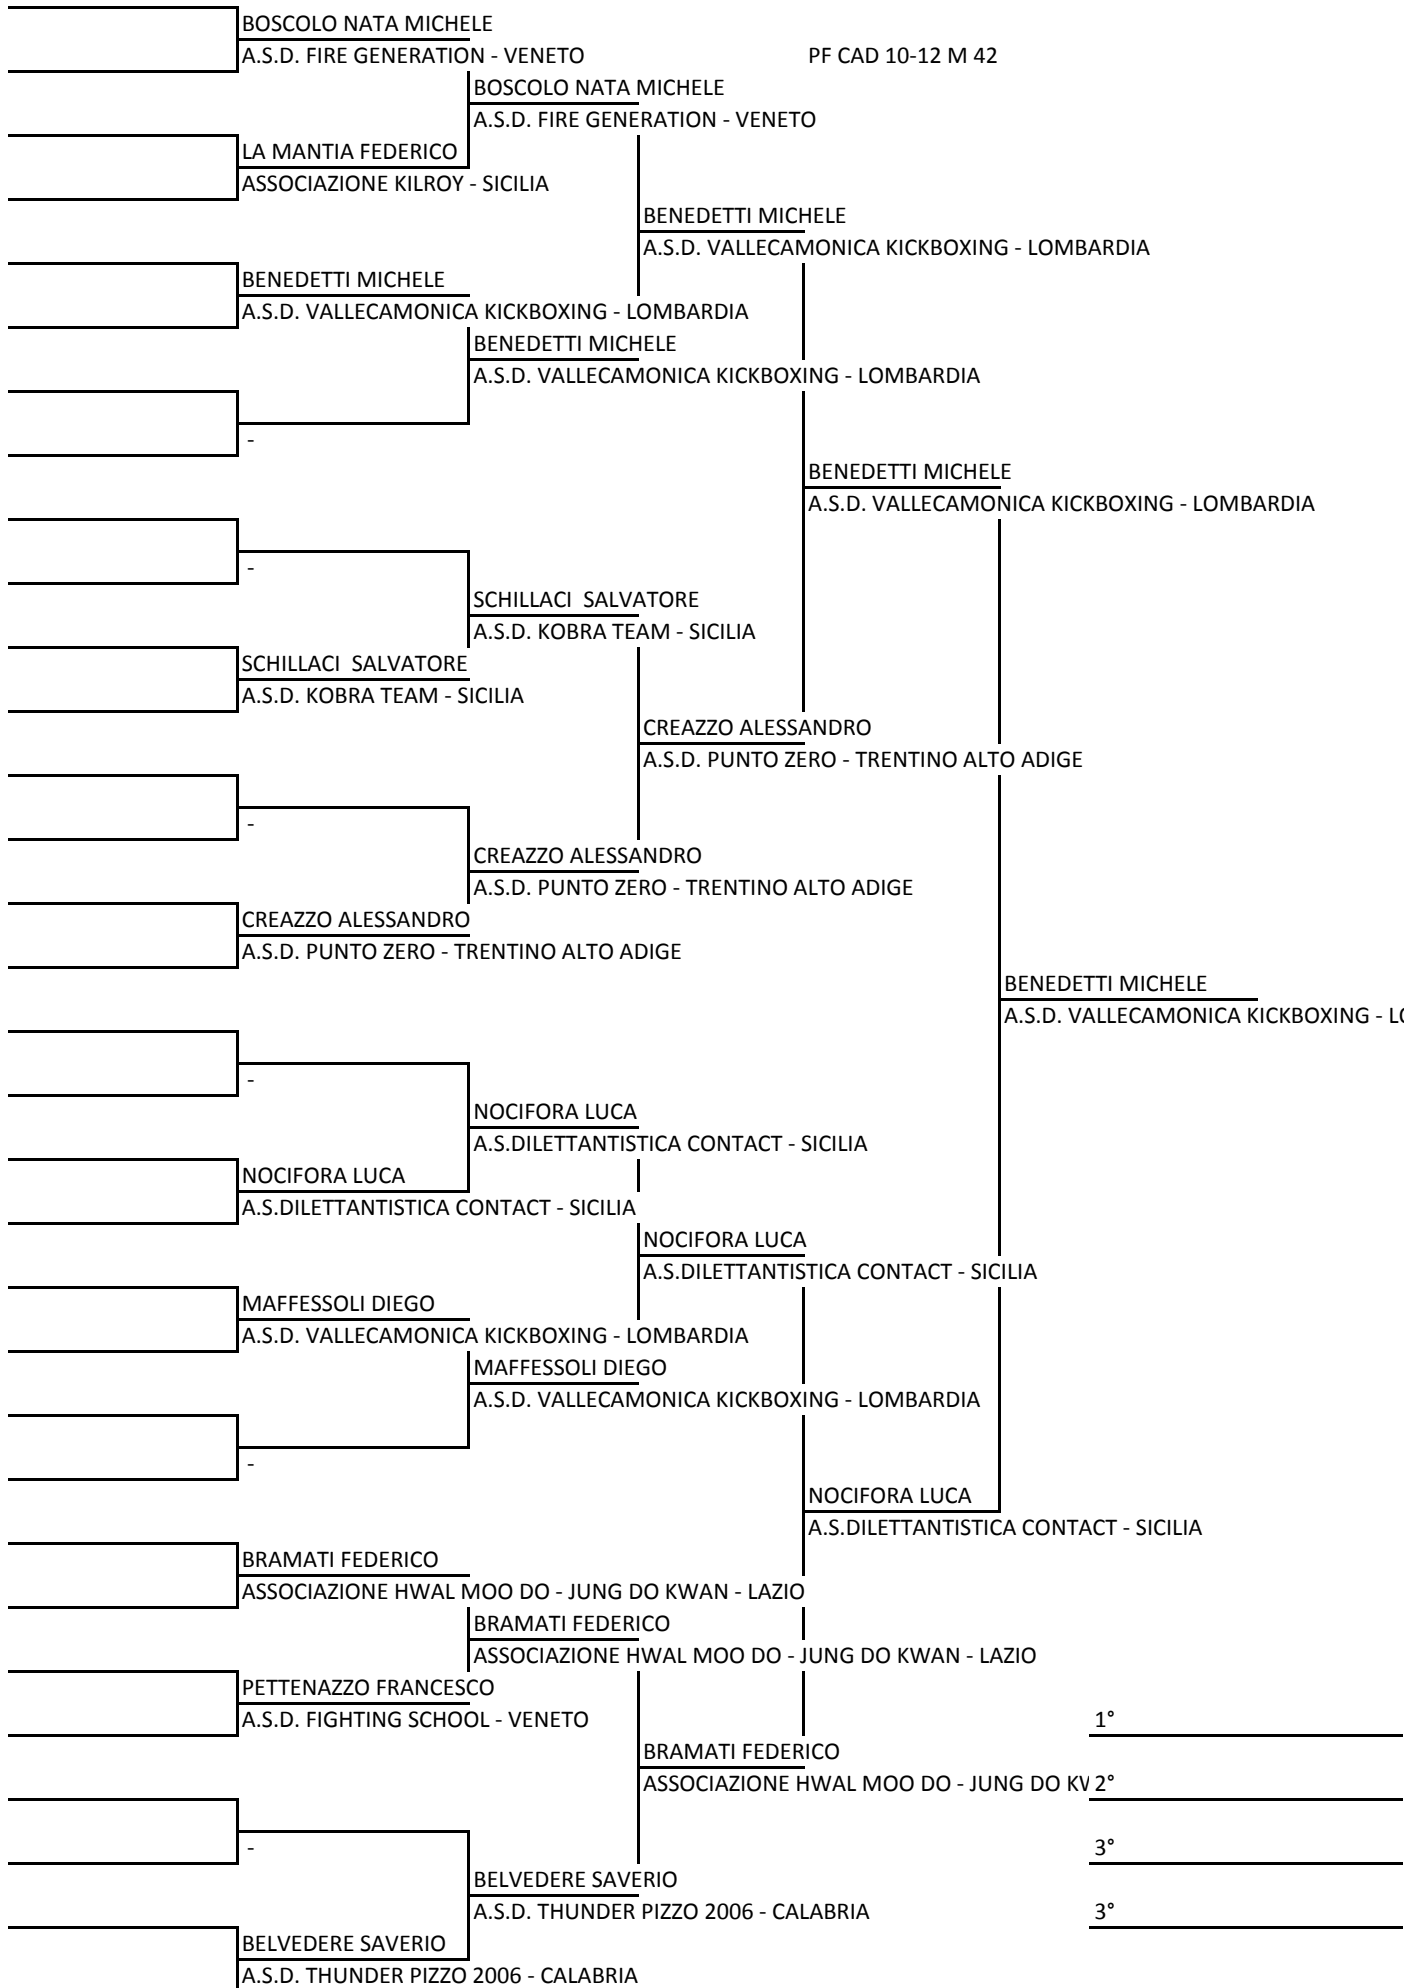 BOSCOLO NATA MICHELE
A.S.D. FIRE GENERATION - VENETO
PF CAD 10-12 M 42
BOSCOLO NATA MICHELE
A.S.D. FIRE GENERATION - VENETO
LA MANTIA FEDERICO
ASSOCIAZIONE KILROY - SICILIA
BENEDETTI MICHELE
A.S.D. VALLECAMONICA KICKBOXING - LOMBARDIA
BENEDETTI MICHELE
A.S.D. VALLECAMONICA KICKBOXING - LOMBARDIA
BENEDETTI MICHELE
A.S.D. VALLECAMONICA KICKBOXING - LOMBARDIA
-
BENEDETTI MICHELE
A.S.D. VALLECAMONICA KICKBOXING - LOMBARDIA
-
SCHILLACI  SALVATORE
A.S.D. KOBRA TEAM - SICILIA
SCHILLACI  SALVATORE
A.S.D. KOBRA TEAM - SICILIA
CREAZZO ALESSANDRO
A.S.D. PUNTO ZERO - TRENTINO ALTO ADIGE
-
CREAZZO ALESSANDRO
A.S.D. PUNTO ZERO - TRENTINO ALTO ADIGE
CREAZZO ALESSANDRO
A.S.D. PUNTO ZERO - TRENTINO ALTO ADIGE
BENEDETTI MICHELE
A.S.D. VALLECAMONICA KICKBOXING - LO
-
NOCIFORA LUCA
A.S.DILETTANTISTICA CONTACT - SICILIA
NOCIFORA LUCA
A.S.DILETTANTISTICA CONTACT - SICILIA
NOCIFORA LUCA
A.S.DILETTANTISTICA CONTACT - SICILIA
MAFFESSOLI DIEGO
A.S.D. VALLECAMONICA KICKBOXING - LOMBARDIA
MAFFESSOLI DIEGO
A.S.D. VALLECAMONICA KICKBOXING - LOMBARDIA
-
NOCIFORA LUCA
A.S.DILETTANTISTICA CONTACT - SICILIA
BRAMATI FEDERICO
ASSOCIAZIONE HWAL MOO DO - JUNG DO KWAN - LAZIO
BRAMATI FEDERICO
ASSOCIAZIONE HWAL MOO DO - JUNG DO KWAN - LAZIO
PETTENAZZO FRANCESCO
A.S.D. FIGHTING SCHOOL - VENETO
1°
BRAMATI FEDERICO
ASSOCIAZIONE HWAL MOO DO - JUNG DO
2°
-
3°
BELVEDERE SAVERIO
A.S.D. THUNDER PIZZO 2006 - CALABRIA
3°
BELVEDERE SAVERIO
A.S.D. THUNDER PIZZO 2006 - CALABRIA